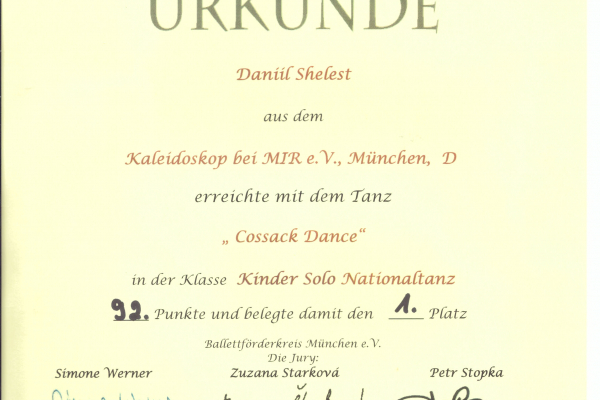 URKUNDE
Daniil Shelest
aus dem
Kaleidoskop bei MIR e.V., München, D
erreichte mit dem Tanz
„ Cossack Dance“
in der Klasse Kinder Solo Nationaltanz
92. Punkte und belegte damit den 1. Platz
Ballettförderkreis München e.V.
Die Jury:
Simone Werner Zuzana Starková Petr Stopka